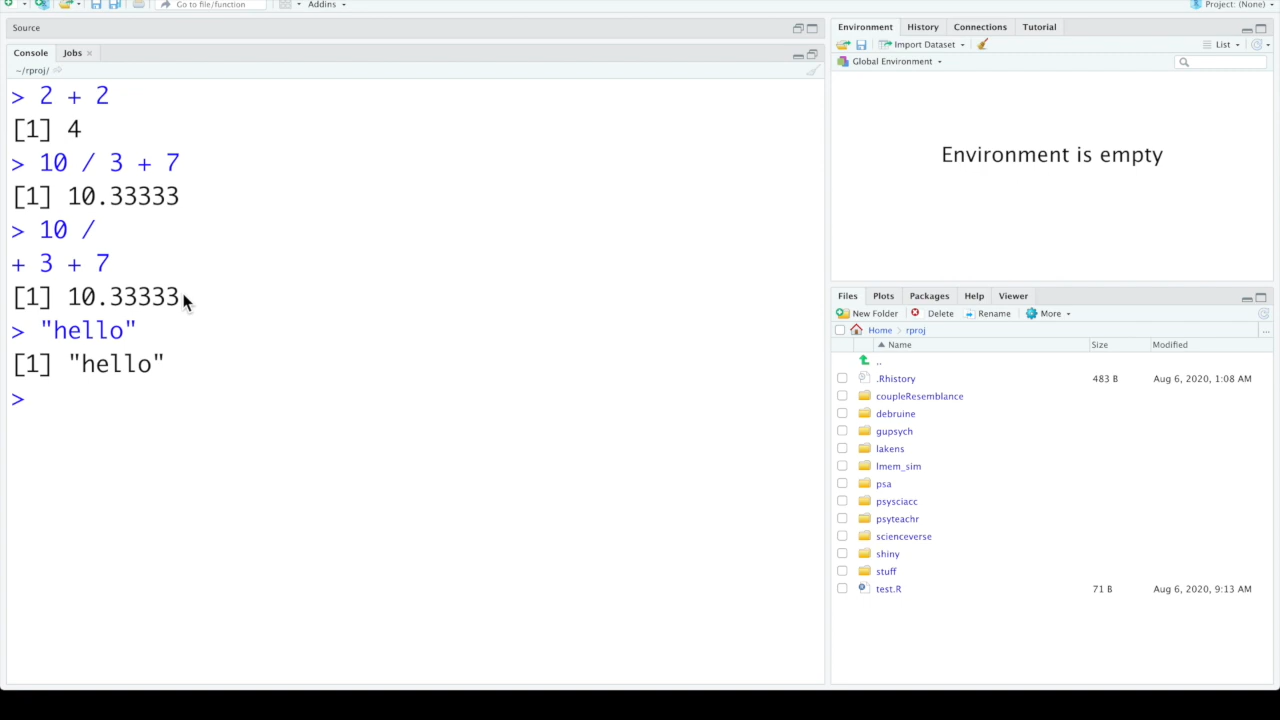 Go to file/function
Addins
Project: (None)
Source
Console Jobs
~/rproj/
> 2 + 2
[1] 4
> 10 / 3 + 7
[1] 10.33333
> 10 /
+ 3 + 7
[1] 10.33333
> "hello"
[1] "hello"
>
Environment History Connections Tutorial
Import Dataset List
Global Environment
Environment is empty
Files Plots Packages Help Viewer
New Folder Delete Rename More
Home rproj ...
Name Size Modified
..
.Rhistory 483 B Aug 6, 2020, 1:08 AM
coupleResemblance
debruine
gupsych
lakens
lmem_sim
psa
psysciacc
psyteachr
scienceverse
shiny
stuff
test.R 71 B Aug 6, 2020, 9:13 AM